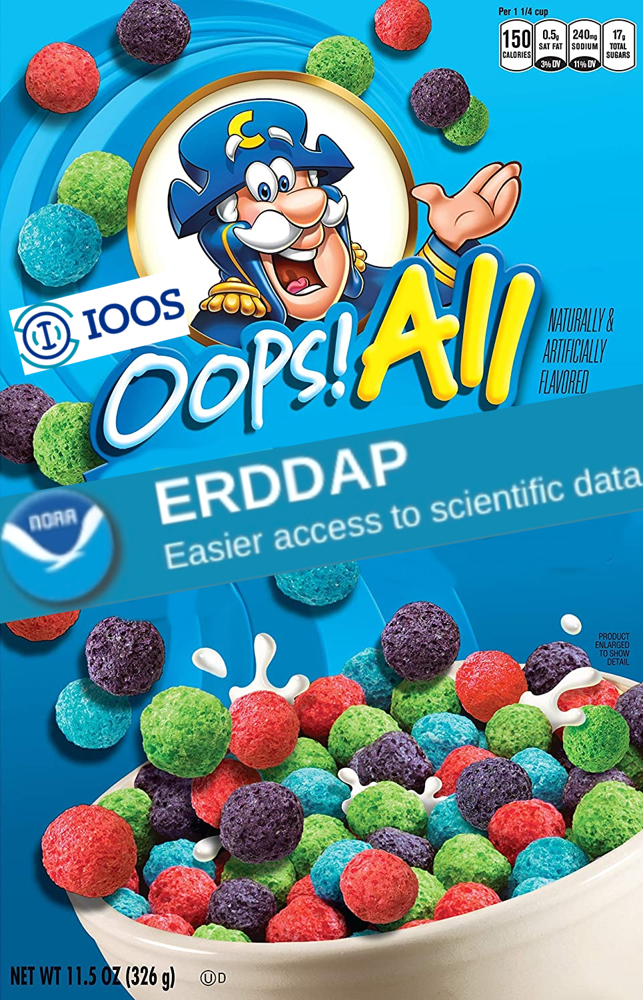 Per 1 1/4 cup
150 CALORIES
0.5g SAT FAT 3% DV
240mg SODIUM 11% DV
17g TOTAL SUGARS
C
IOOS
Oops! All
NATURALLY &
ARTIFICIALLY
FLAVORED
NOAA
ERDDAP
Easier access to scientific data
PRODUCT
ENLARGED
TO SHOW
DETAIL
NET WT 11.5 OZ (326 g)
U D